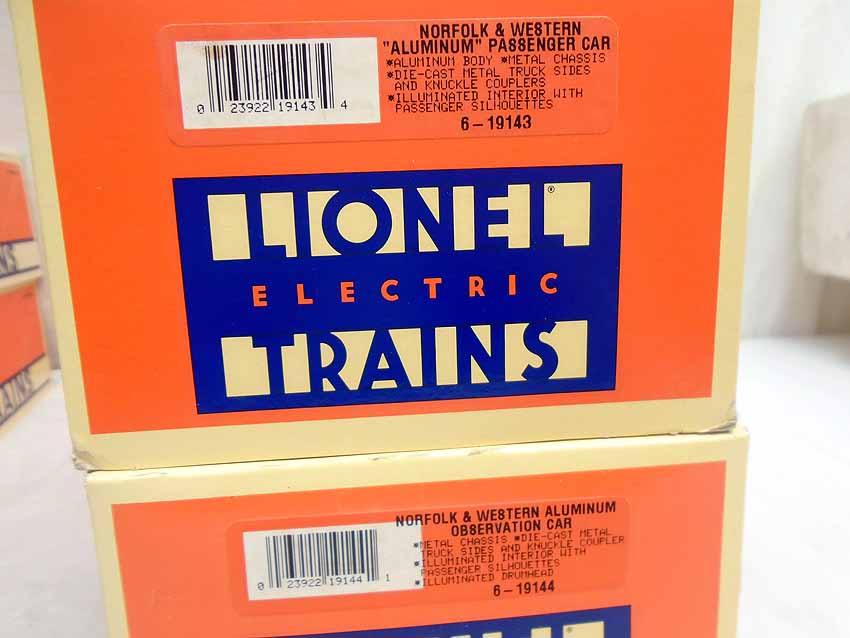 NORFOLK & WESTERN
"ALUMINUM" PASSENGER CAR
*ALUMINUM BODY *METAL CHASSIS
*DIE-CAST METAL TRUCK SIDES
AND KNUCKLE COUPLERS
*ILLUMINATED INTERIOR WITH
PASSENGER SILHOUETTES
6-19143
0 23922 19143 4
LIONEL®
ELECTRIC
TRAINS
NORFOLK & WESTERN ALUMINUM
OBSERVATION CAR
*METAL CHASSIS *DIE-CAST METAL
TRUCK SIDES AND KNUCKLE COUPLER
*ILLUMINATED INTERIOR WITH
PASSENGER SILHOUETTES
*ILLUMINATED DRUMHEAD
6-19144
0 23922 19144 1